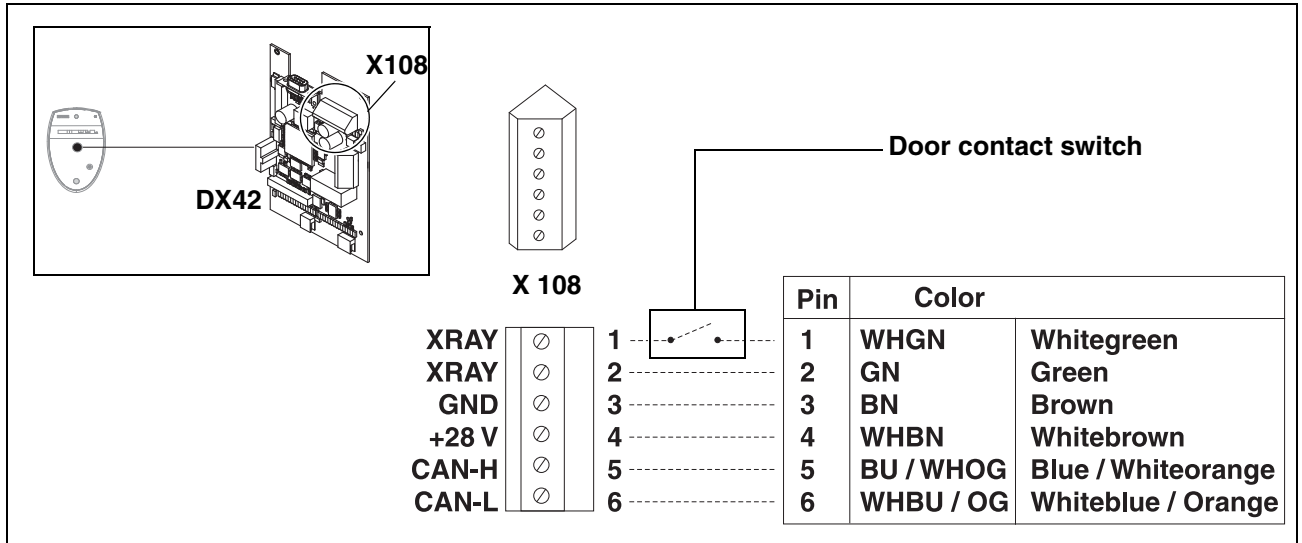 X108
DX42
Door contact switch
X 108
Pin Color
XRAY 1 1 WHGN Whitegreen
XRAY 2 2 GN Green
GND 3 3 BN Brown
+28 V 4 4 WHBN Whitebrown
CAN-H 5 5 BU / WHOG Blue / Whiteorange
CAN-L 6 6 WHBU / OG Whiteblue / Orange